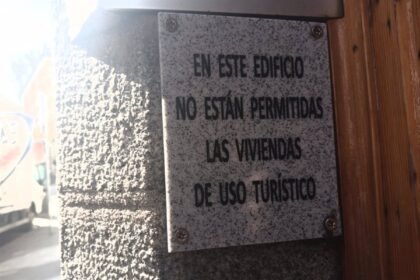 EN ESTE EDIFICIO
NO ESTÁN PERMITIDAS
LAS VIVIENDAS
DE USO TURÍSTICO